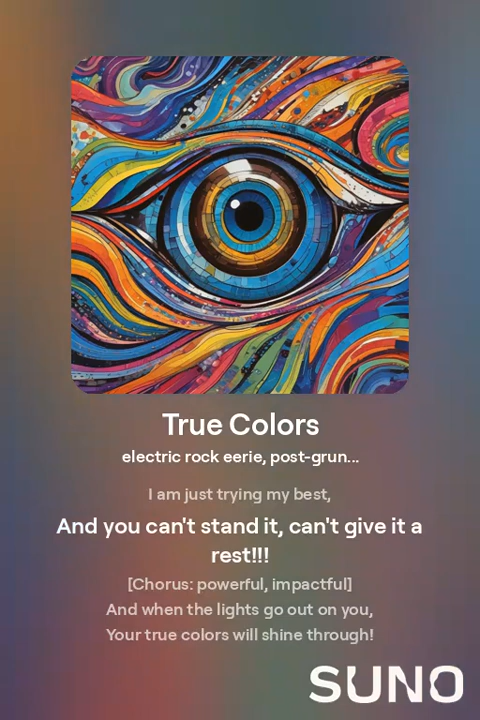 True Colors
electric rock eerie, post-grun...
I am just trying my best,
And you can't stand it, can't give it a
rest!!!
[Chorus: powerful, impactful]
And when the lights go out on you,
Your true colors will shine through!
SUNO